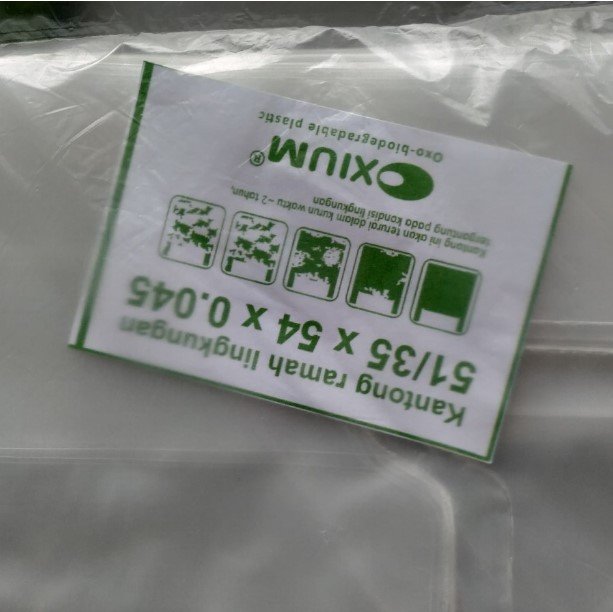 Kantong ramah lingkungan
51/35 x 54 x 0.045
Kantong ini akan terurai dalam kurun waktu ~2 tahun,
tergantung pada kondisi lingkungan
OXIUM®
Oxo-biodegradable plastic